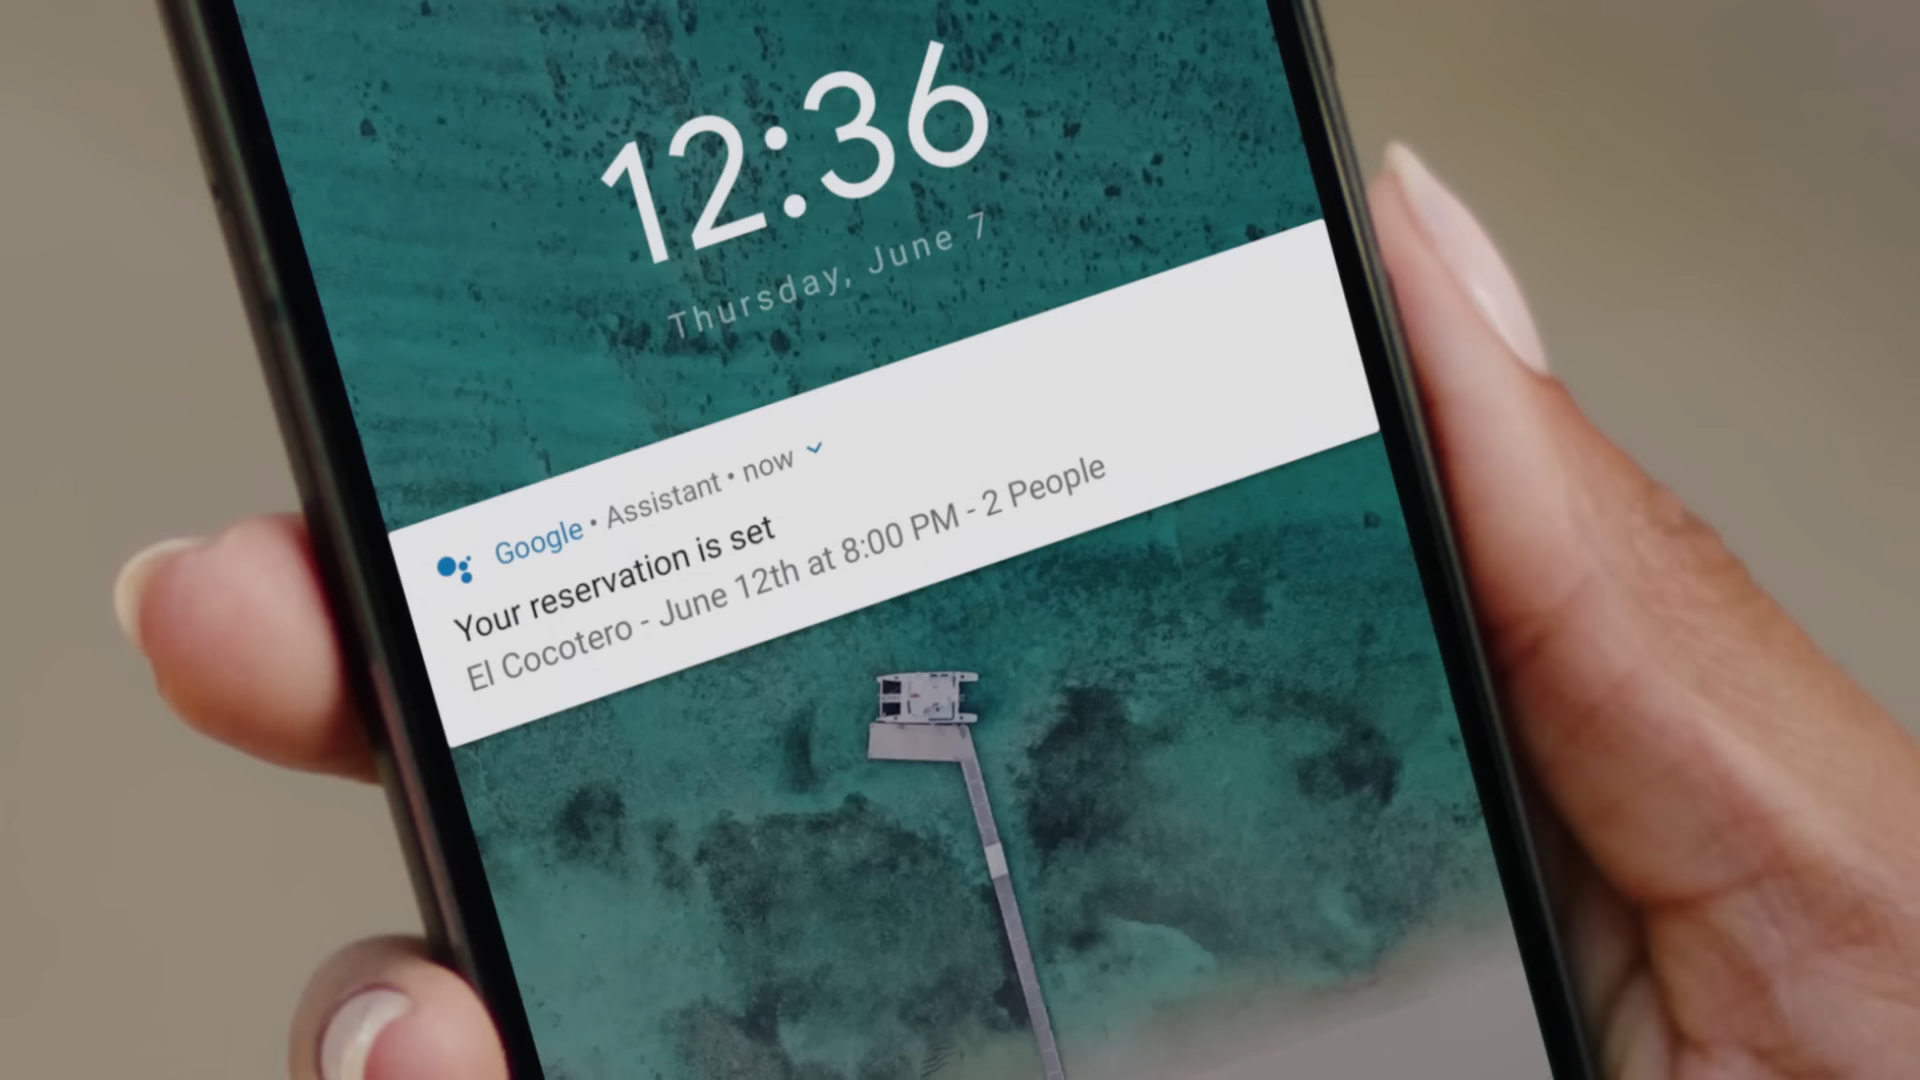 12:36
Thursday, June 7
Google • Assistant • now
Your reservation is set
El Cocotero - June 12th at 8:00 PM - 2 People